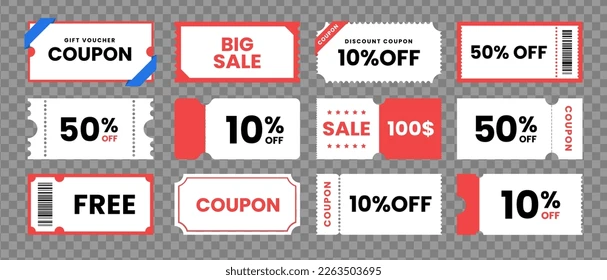 GIFT VOUCHER
COUPON
BIG
SALE
COUPON
DISCOUNT COUPON
10%OFF
50% OFF
50%
OFF
10%
OFF
SALE
100$
50%
OFF
COUPON
FREE
COUPON
COUPON
10%OFF
10%
OFF
shutterstock.com · 2263503695